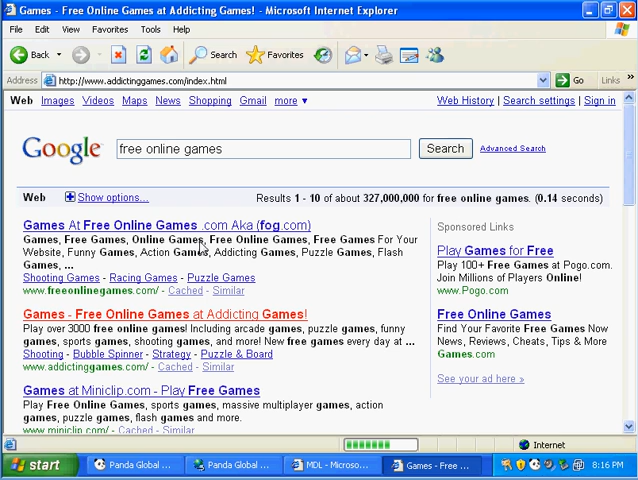 Games - Free Online Games at Addicting Games! - Microsoft Internet Explorer
File Edit View Favorites Tools Help
Back Search Favorites
Address http://www.addictinggames.com/index.html Go Links »
Web Images Videos Maps News Shopping Gmail more ▼ Web History | Search settings | Sign in
Google free online games Search Advanced Search
Web Show options... Results 1 - 10 of about 327,000,000 for free online games. (0.14 seconds)
Games At Free Online Games .com Aka (fog.com)
Games, Free Games, Online Games, Free Online Games, Free Games For Your
Website, Funny Games, Action Games, Addicting Games, Puzzle Games, Flash
Games, ...
Shooting Games - Racing Games - Puzzle Games
www.freeonlinegames.com/ - Cached - Similar
Games - Free Online Games at Addicting Games!
Play over 3000 free online games! Including arcade games, puzzle games, funny
games, sports games, shooting games, and more! New free games every day at ...
Shooting - Bubble Spinner - Strategy - Puzzle & Board
www.addictinggames.com/ - Cached - Similar
Games at Miniclip.com - Play Free Games
Play Free Online Games, sports games, massive multiplayer games, action
games, puzzle games, flash games and more.
www.miniclip.com/ - Cached - Similar
Sponsored Links
Play Games for Free
Play 100+ Free Games at Pogo.com.
Join Millions of Players Online!
www.Pogo.com
Free Online Games
Find Your Favorite Free Games Now
News, Reviews, Cheats, Tips & More
Games.com
See your ad here »
Internet
start Panda Global ... Panda Global ... MDL - Microso... Games - Free ... 8:16 PM